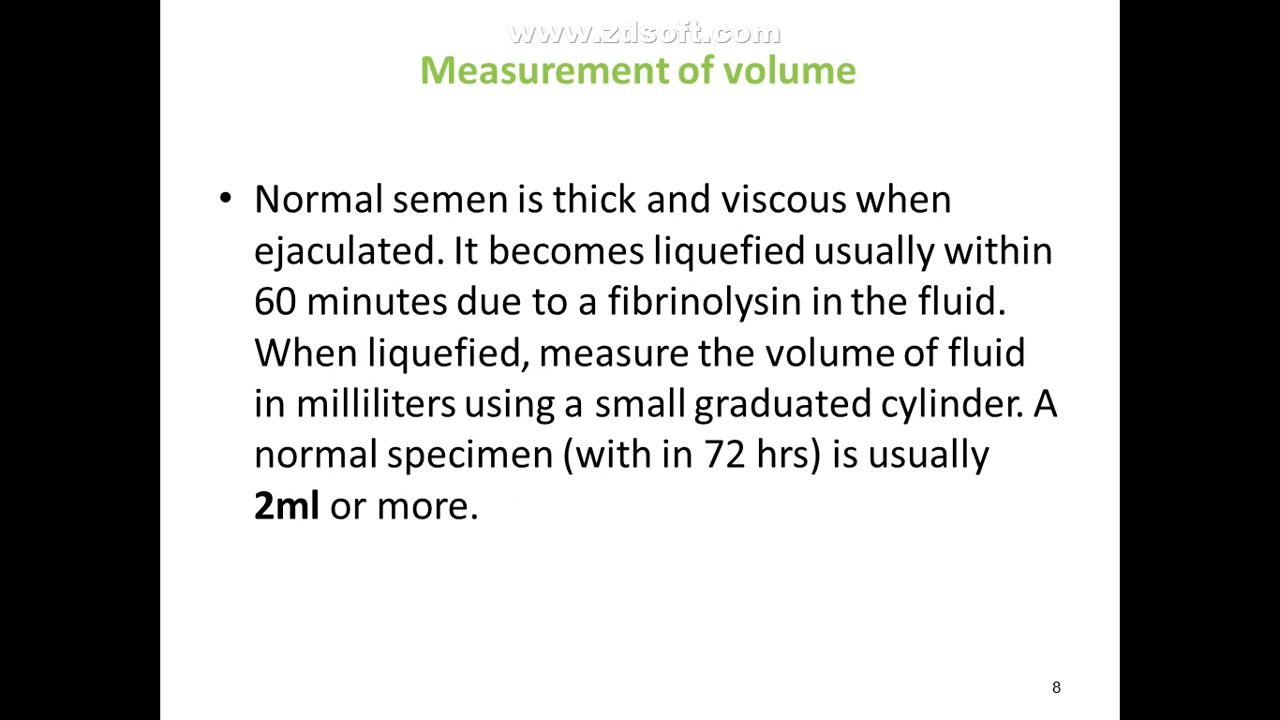 www.zdsoft.com
Measurement of volume
• Normal semen is thick and viscous when
ejaculated. It becomes liquefied usually within
60 minutes due to a fibrinolysin in the fluid.
When liquefied, measure the volume of fluid
in milliliters using a small graduated cylinder. A
normal specimen (with in 72 hrs) is usually
2ml or more.
8